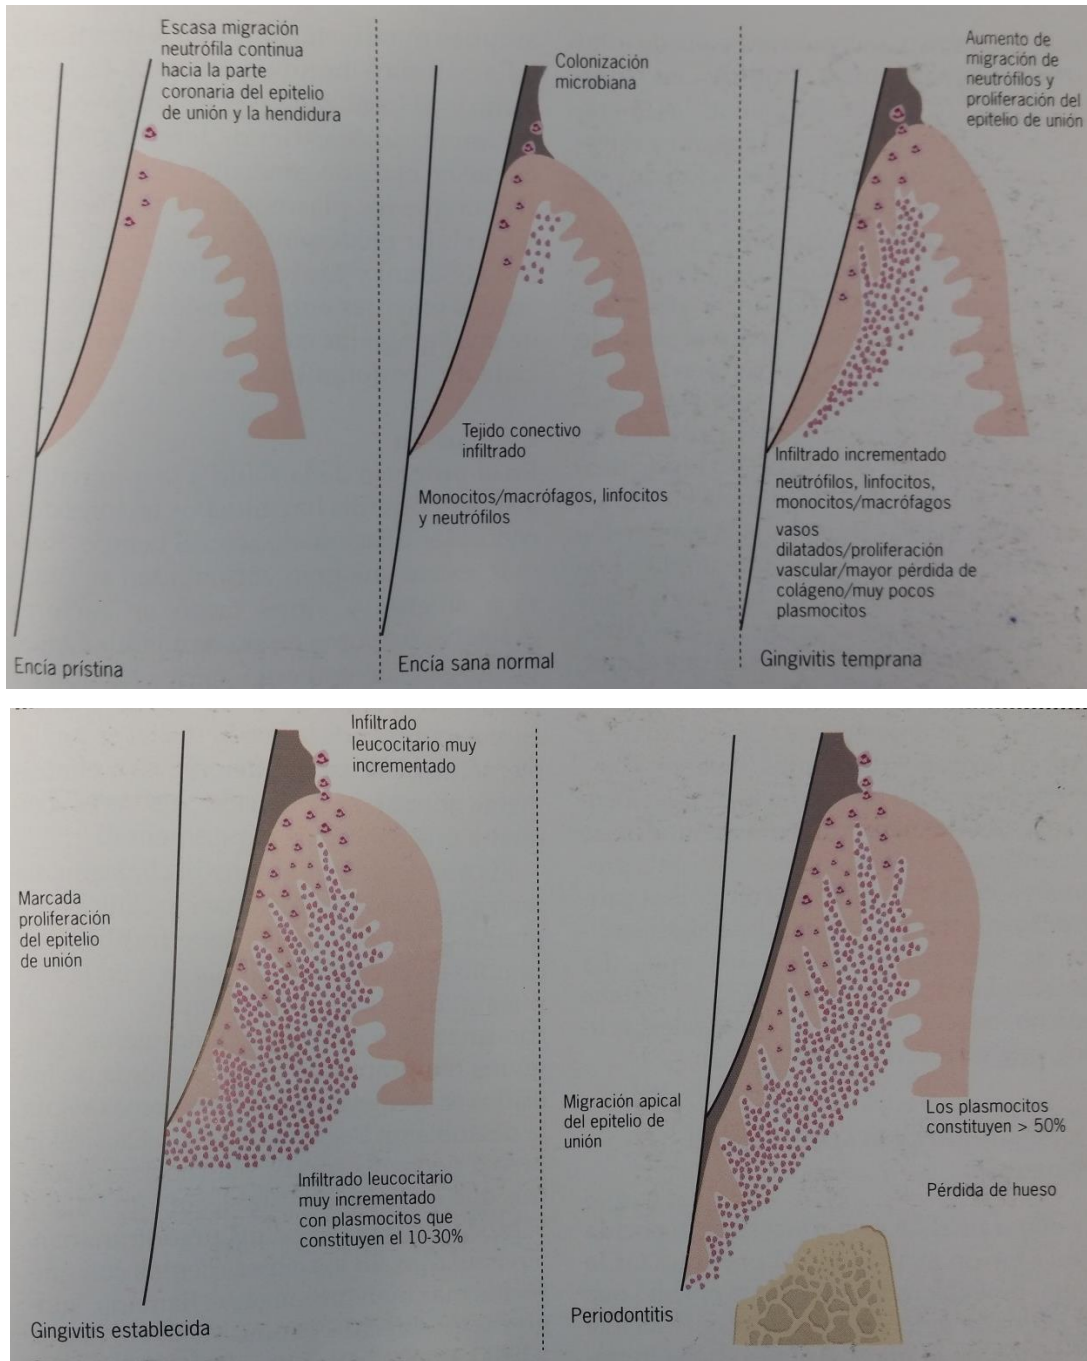 Escasa migración
neutrófila continua
hacia la parte
coronaria del epitelio
de unión y la hendidura
Encía prístina
Colonización
microbiana
Tejido conectivo
infiltrado
Monocitos/macrófagos, linfocitos
y neutrófilos
Encía sana normal
Aumento de
migración de
neutrófilos y
proliferación del
epitelio de unión
Infiltrado incrementado
neutrófilos, linfocitos,
monocitos/macrófagos
vasos
dilatados/proliferación
vascular/mayor pérdida de
colágeno/muy pocos
plasmocitos
Gingivitis temprana
Infiltrado
leucocitario muy
incrementado
Marcada
proliferación
del epitelio
de unión
Infiltrado leucocitario
muy incrementado
con plasmocitos que
constituyen el 10-30%
Gingivitis establecida
Migración apical
del epitelio de
unión
Los plasmocitos
constituyen > 50%
Pérdida de hueso
Periodontitis